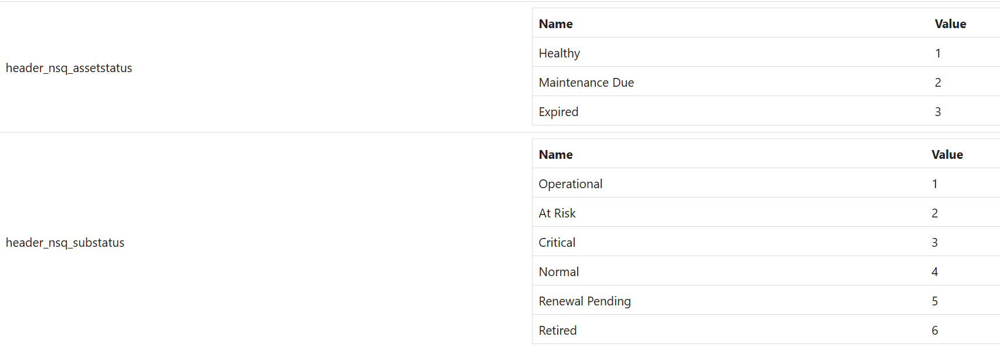 header_nsq_assetstatus
Name Value
Healthy 1
Maintenance Due 2
Expired 3
header_nsq_substatus
Name Value
Operational 1
At Risk 2
Critical 3
Normal 4
Renewal Pending 5
Retired 6